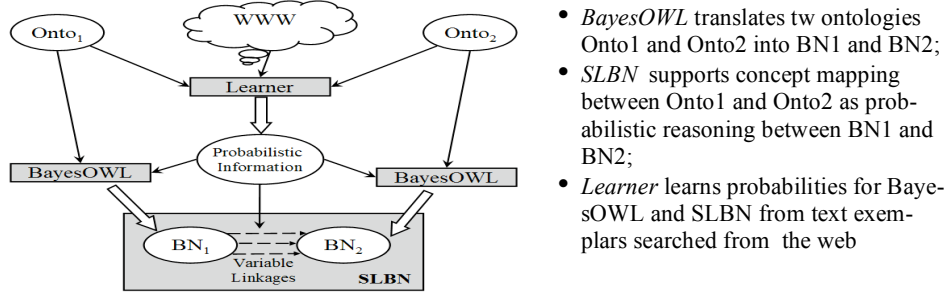 WWW
Onto1
Onto2
Learner
Probabilistic
Information
BayesOWL
BayesOWL
BN1
BN2
Variable
Linkages
SLBN
• BayesOWL translates tw ontologies
Onto1 and Onto2 into BN1 and BN2;
• SLBN supports concept mapping
between Onto1 and Onto2 as prob-
abilistic reasoning between BN1 and
BN2;
• Learner learns probabilities for Baye-
sOWL and SLBN from text exem-
plars searched from the web